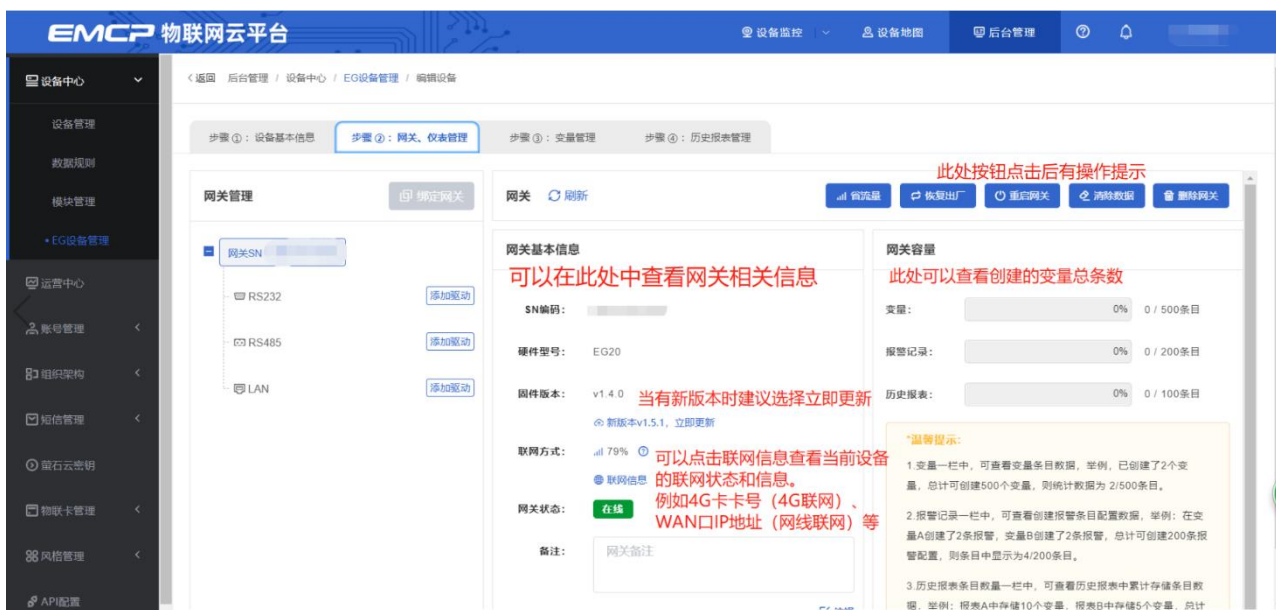 EMCP 物联网云平台
设备监控
设备地图
后台管理
设备中心
<返回 后台管理 / 设备中心 / EG设备管理 / 编辑设备
设备管理
数据规则
模块管理
•EG设备管理
运营中心
账号管理
组织架构
短信管理
萤石云密钥
物联卡管理
风格管理
API配置
步骤①：设备基本信息
步骤②：网关、仪表管理
步骤③：变量管理
步骤④：历史报表管理
此处按钮点击后有操作提示
网关管理
绑定网关
网关SN
RS232
添加驱动
RS485
添加驱动
LAN
添加驱动
网关 刷新
省流量
恢复出厂
重启网关
清除数据
删除网关
网关基本信息
可以在此处中查看网关相关信息
SN编码：
硬件型号： EG20
固件版本： v1.4.0
当有新版本时建议选择立即更新
新版本v1.5.1，立即更新
联网方式： 79%
联网信息
可以点击联网信息查看当前设备
的联网状态和信息。
例如4G卡卡号（4G联网）、
WAN口IP地址（网线联网）等
网关状态： 在线
备注： 网关备注
网关容量
此处可以查看创建的变量总条数
变量： 0% 0 / 500条目
报警记录： 0% 0 / 200条目
历史报表： 0% 0 / 100条目
*温馨提示:
1.变量一栏中，可查看变量条目数据，举例，已创建了2个变
量，总计可创建500个变量，则统计数据为 2/500条目。
2.报警记录一栏中，可查看创建报警条目配置数据，举例：在变
量A创建了2条报警，变量B创建了2条报警，总计可创建200条报
警配置，则条目中显示为4/200条目。
3.历史报表条目数量一栏中，可查看历史报表中累计存储条目数
据，举例：报表A中存储10个变量，报表B中存储5个变量，总计